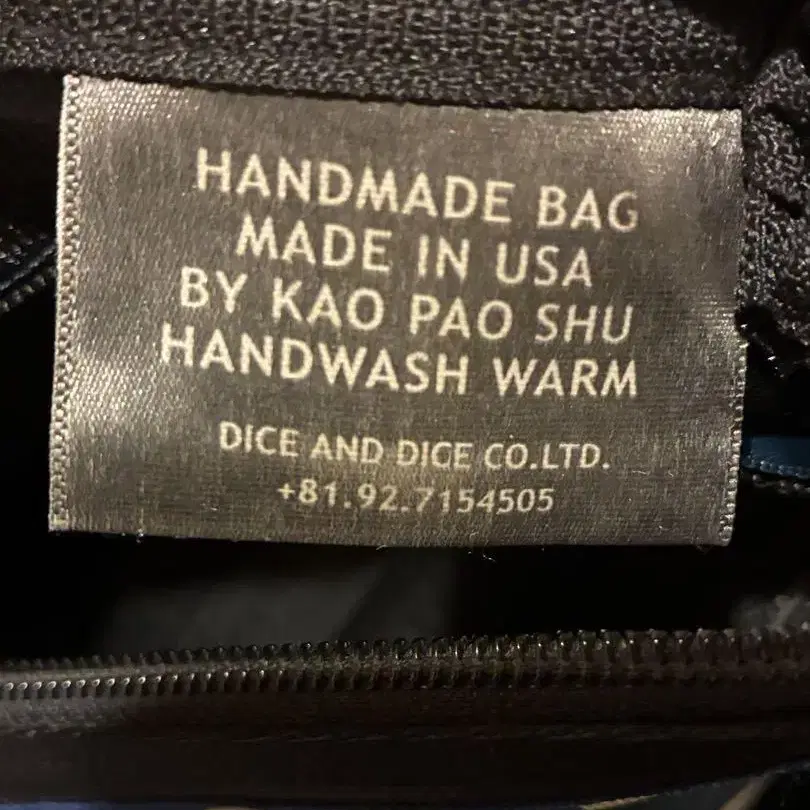 HANDMADE BAG
MADE IN USA
BY KAO PAO SHU
HANDWASH WARM
DICE AND DICE CO.LTD.
+81.92.7154505